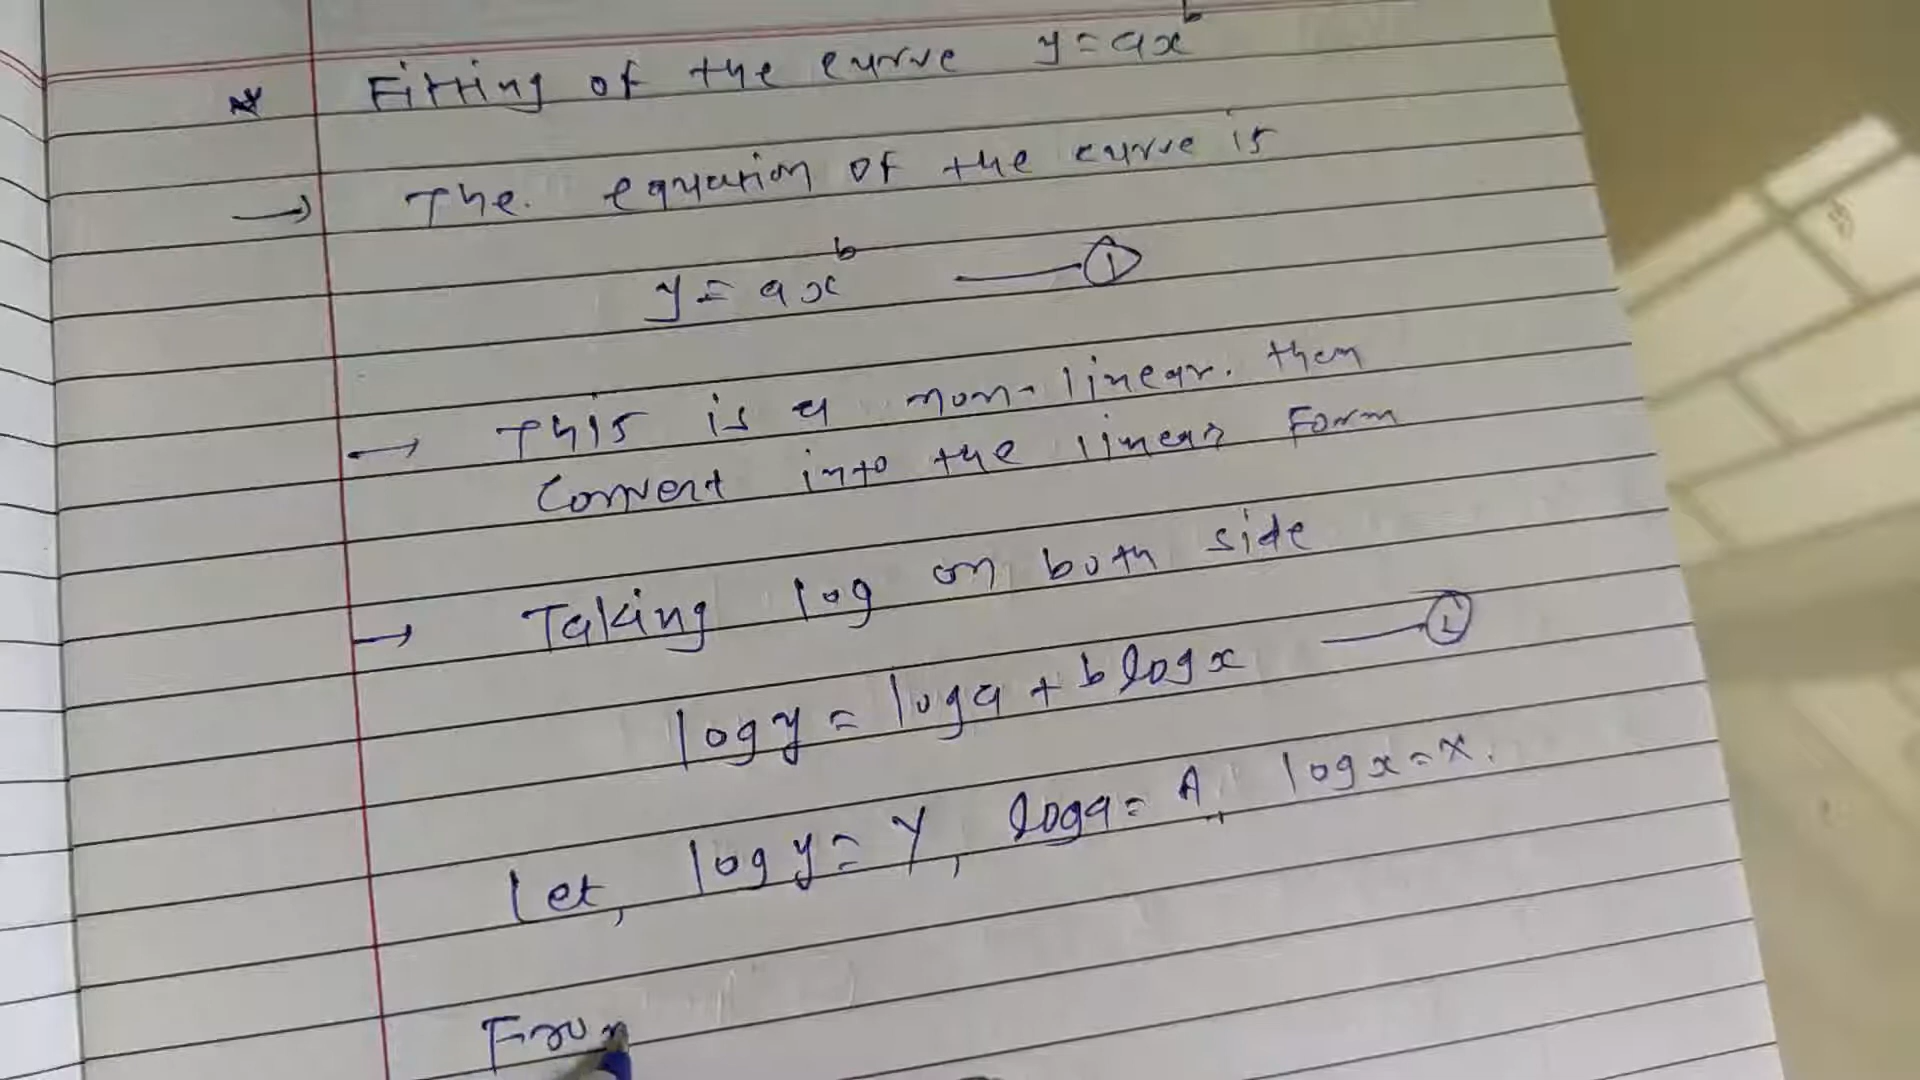 Fitting of the curve y = ax^b
→ The. equation of the curve is
y = ax^b — ①
→ This is a non-linear. then
Convert into the linear Form
→ Taking log on both side
log y = log a + b log x — ②
Let, log y = Y, log a = A, log x = X.
From